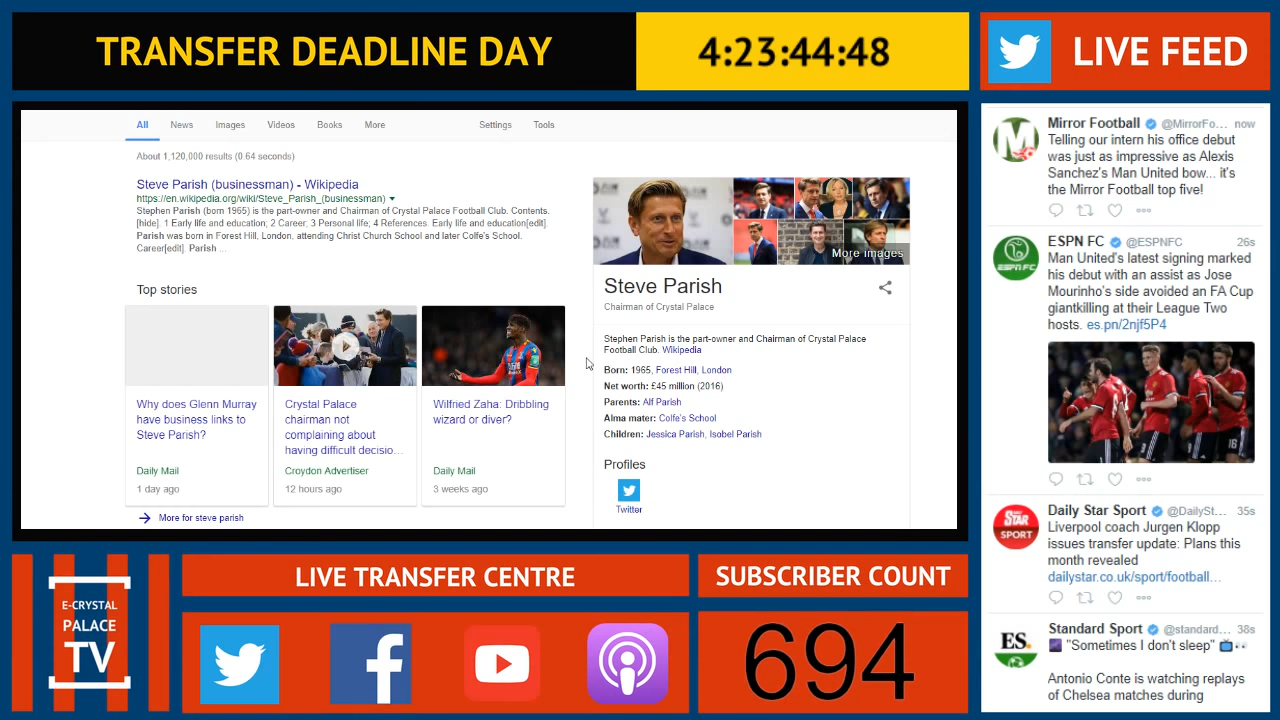 TRANSFER DEADLINE DAY
4:23:44:48
LIVE FEED
All News Images Videos Books More Settings Tools
About 1,120,000 results (0.64 seconds)
Steve Parish (businessman) - Wikipedia
https://en.wikipedia.org/wiki/Steve_Parish_(businessman)
Stephen Parish (born 1965) is the part-owner and Chairman of Crystal Palace Football Club. Contents.
[hide]. 1 Early life and education; 2 Career; 3 Personal life; 4 References. Early life and education[edit].
Parish was born in Forest Hill, London, attending Christ Church School and later Colfe's School.
Career[edit]. Parish ...
Top stories
Why does Glenn Murray
have business links to
Steve Parish?
Daily Mail
1 day ago
Crystal Palace
chairman not
complaining about
having difficult decisio...
Croydon Advertiser
12 hours ago
Wilfried Zaha: Dribbling
wizard or diver?
Daily Mail
3 weeks ago
More for steve parish
More images
Steve Parish
Chairman of Crystal Palace
Stephen Parish is the part-owner and Chairman of Crystal Palace
Football Club. Wikipedia
Born: 1965, Forest Hill, London
Net worth: £45 million (2016)
Parents: Alf Parish
Alma mater: Colfe's School
Children: Jessica Parish, Isobel Parish
Profiles
Twitter
Mirror Football @MirrorFo... now
Telling our intern his office debut
was just as impressive as Alexis
Sanchez's Man United bow... it's
the Mirror Football top five!
ESPN FC @ESPNFC 26s
Man United's latest signing marked
his debut with an assist as Jose
Mourinho's side avoided an FA Cup
giantkilling at their League Two
hosts. es.pn/2njf5P4
ESPN FC
16
Daily Star Sport @DailySt... 35s
Liverpool coach Jurgen Klopp
issues transfer update: Plans this
month revealed
dailystar.co.uk/sport/football...
STAR
SPORT
Standard Sport @standard... 38s
"Sometimes I don't sleep"
Antonio Conte is watching replays
of Chelsea matches during
ES.
E-CRYSTAL
PALACE
TV
LIVE TRANSFER CENTRE
SUBSCRIBER COUNT
694